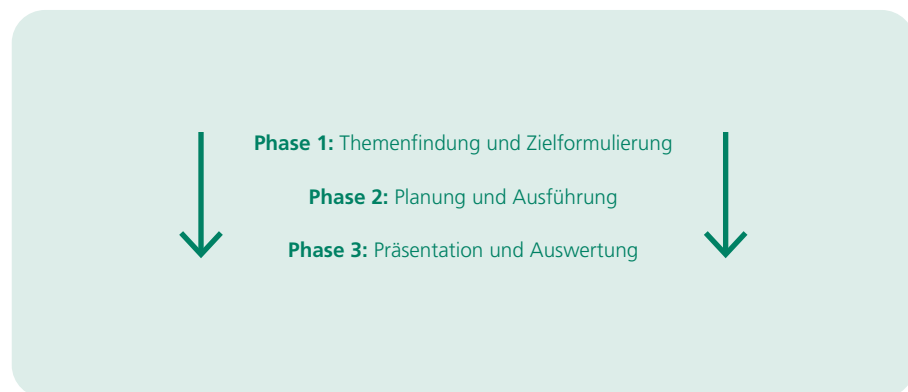 Phase 1: Themenfindung und Zielformulierung
Phase 2: Planung und Ausführung
Phase 3: Präsentation und Auswertung